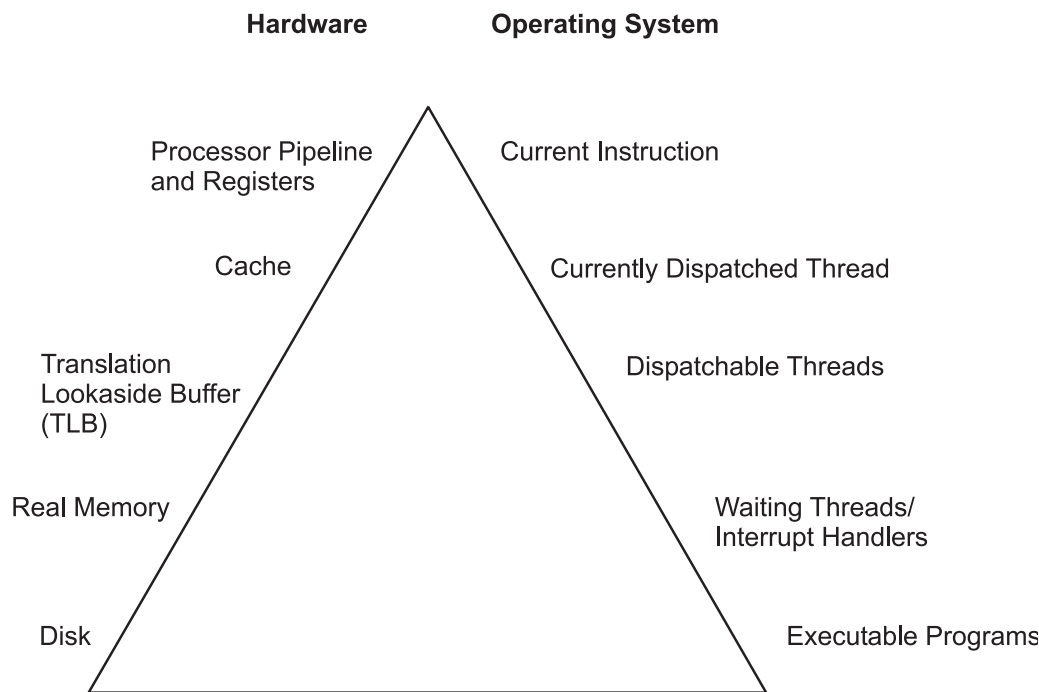 Hardware
Operating System
Processor Pipeline
and Registers
Current Instruction
Cache
Currently Dispatched Thread
Translation
Lookaside Buffer
(TLB)
Dispatchable Threads
Real Memory
Waiting Threads/
Interrupt Handlers
Disk
Executable Programs